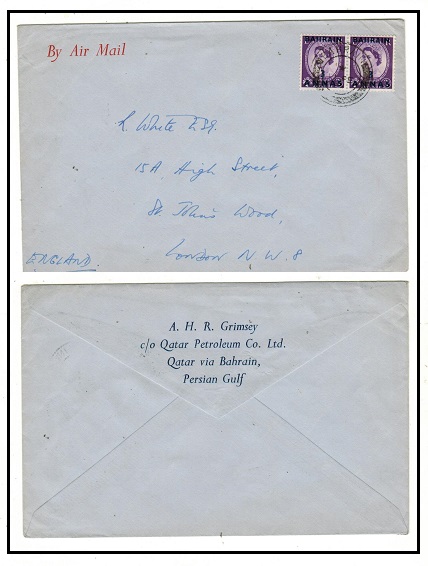 By Air Mail
BAHRAIN BAHRAIN
ANNAS ANNAS
R. White Esq.
15A High Street,
St. John's Wood,
London N.W. 8
ENGLAND
A. H. R. Grimsey
c/o Qatar Petroleum Co. Ltd.
Qatar via Bahrain,
Persian Gulf